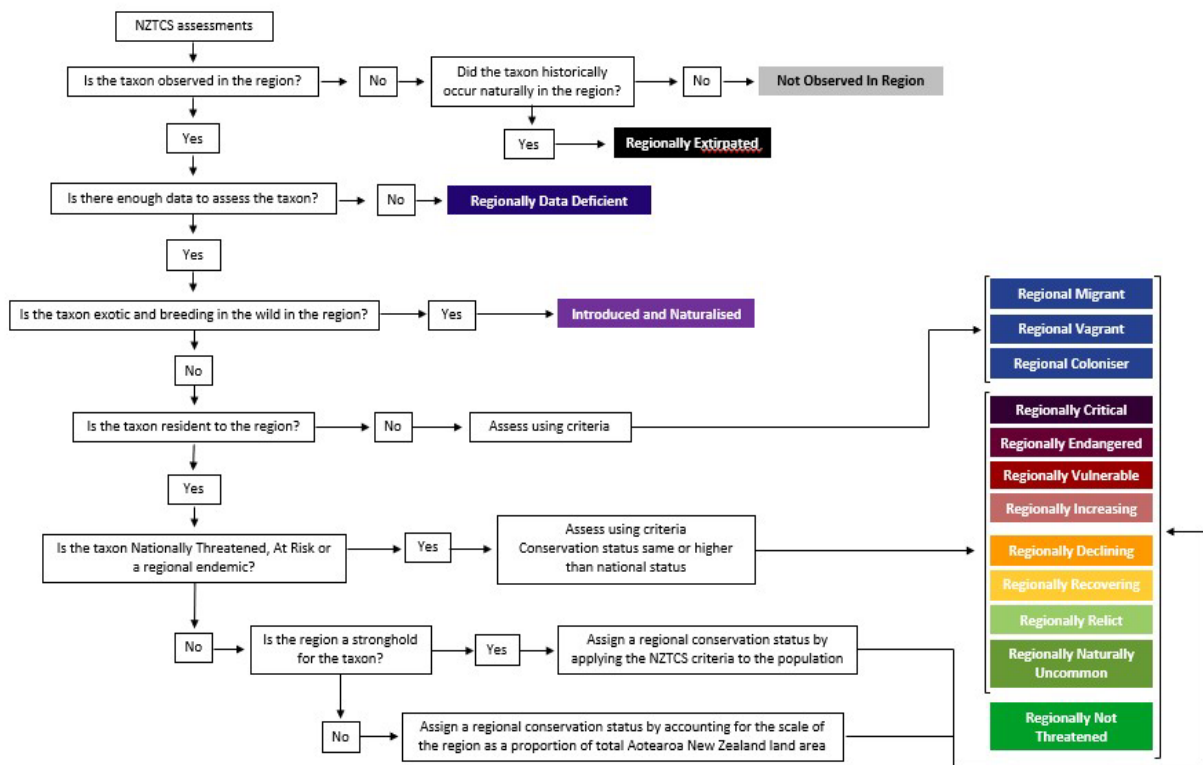 NZTCS assessments
Is the taxon observed in the region?
No
Did the taxon historically
occur naturally in the region?
No
Not Observed In Region
Yes
Yes
Regionally Extirpated
Is there enough data to assess the taxon?
No
Regionally Data Deficient
Yes
Is the taxon exotic and breeding in the wild in the region?
Yes
Introduced and Naturalised
No
Is the taxon resident to the region?
No
Assess using criteria
Yes
Is the taxon Nationally Threatened, At Risk or
a regional endemic?
Yes
Assess using criteria
Conservation status same or higher
than national status
No
Is the region a stronghold
for the taxon?
Yes
Assign a regional conservation status by
applying the NZTCS criteria to the population
No
Assign a regional conservation status by accounting for the scale of
the region as a proportion of total Aotearoa New Zealand land area
Regional Migrant
Regional Vagrant
Regional Coloniser
Regionally Critical
Regionally Endangered
Regionally Vulnerable
Regionally Increasing
Regionally Declining
Regionally Recovering
Regionally Relict
Regionally Naturally
Uncommon
Regionally Not
Threatened